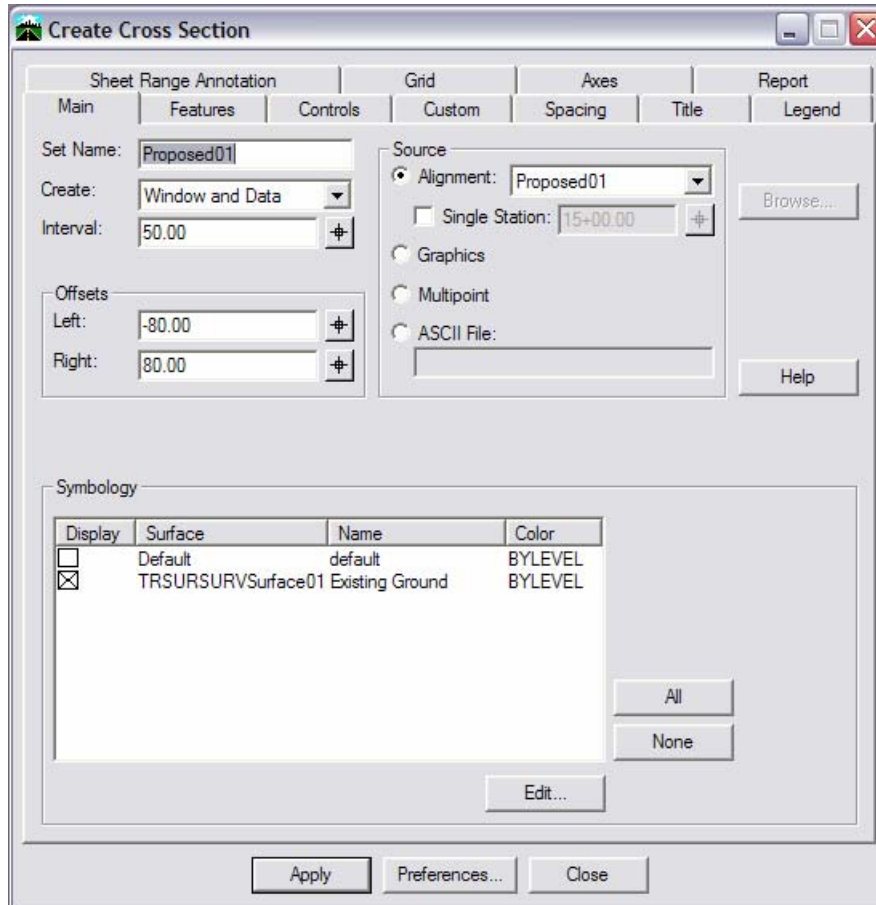 Create Cross Section
Sheet Range Annotation Grid Axes Report
Main Features Controls Custom Spacing Title Legend
Set Name: Proposed01
Create: Window and Data
Interval: 50.00
Offsets
Left: -80.00
Right: 80.00
Source
Alignment: Proposed01
Single Station: 15+00.00
Graphics
Multipoint
ASCII File:
Browse...
Help
Symbology
Display Surface Name Color
Default default BYLEVEL
TRSURSURVSurface01 Existing Ground BYLEVEL
All
None
Edit...
Apply Preferences... Close